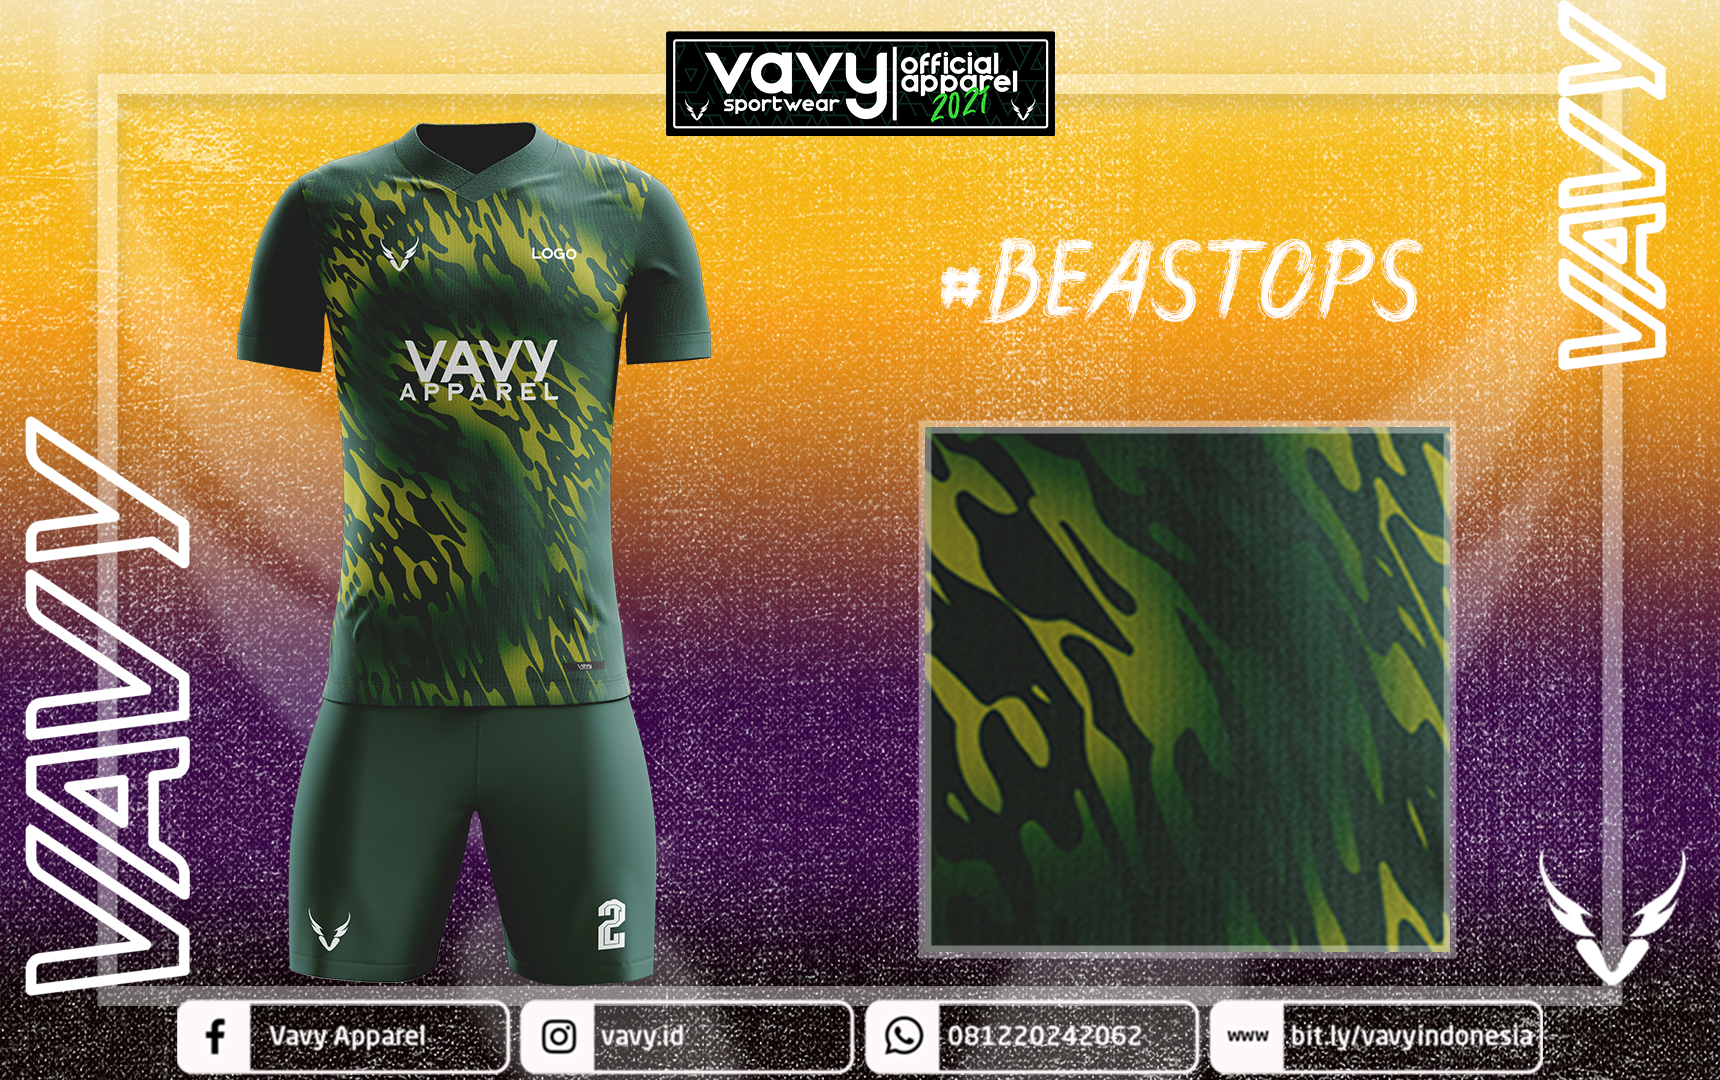 vavy
sportwear
official
apparel
2021
VAVY
#BEASTOPS
LOGO
VAVY
APPAREL
vavy
2
VAVY
Vavy Apparel
vavy.id
081220242062
www
bit.ly/vavyindonesia